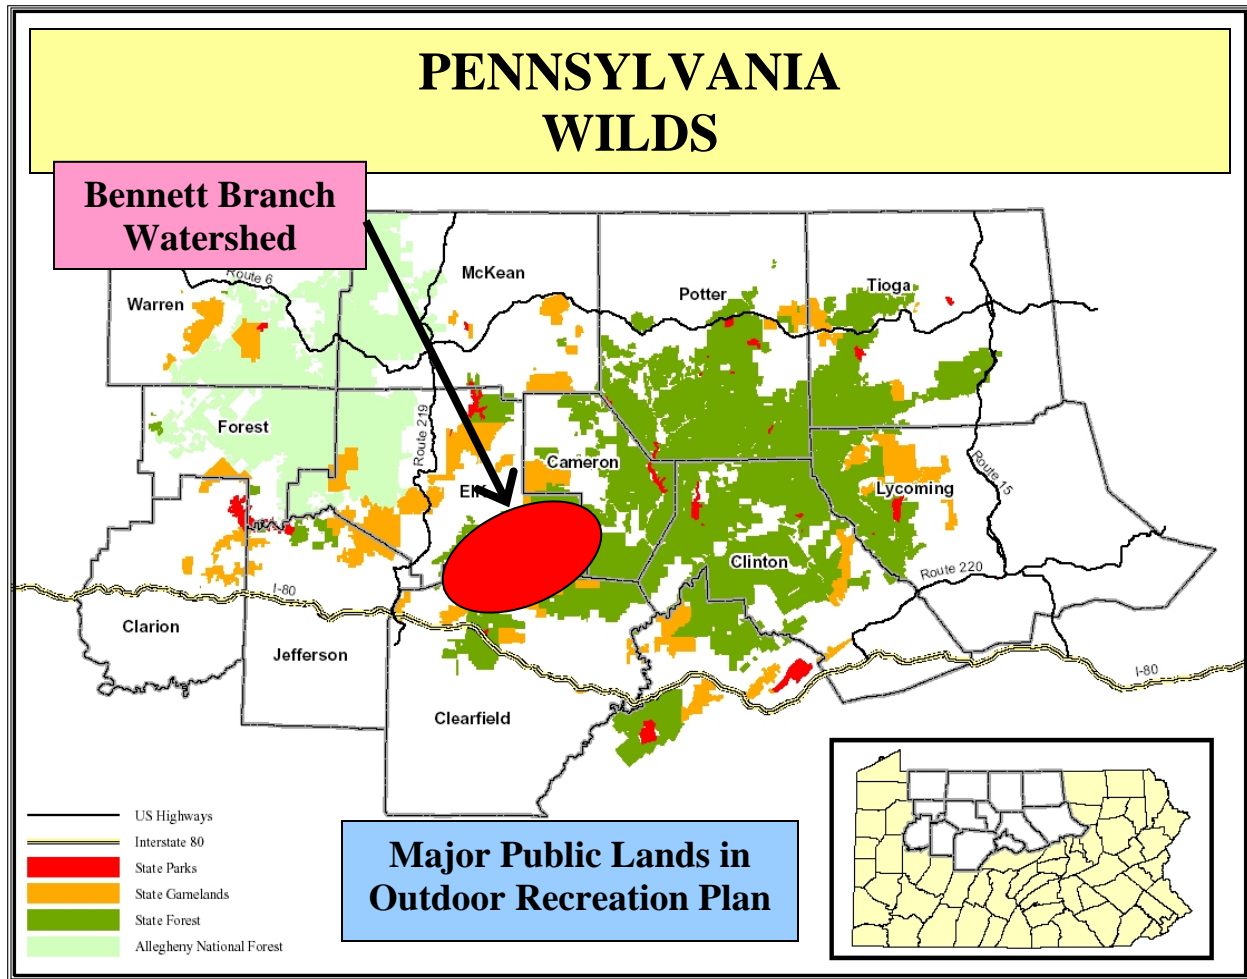 PENNSYLVANIA
WILDS
Bennett Branch
Watershed
Route 6
McKean
Warren
Potter
Tioga
Route 219
Forest
Cameron
Elk
Route 15
Lycoming
Clinton
Route 220
I-80
Clarion
Jefferson
I-80
Clearfield
US Highways
Interstate 80
State Parks
State Gamelands
State Forest
Allegheny National Forest
Major Public Lands in
Outdoor Recreation Plan